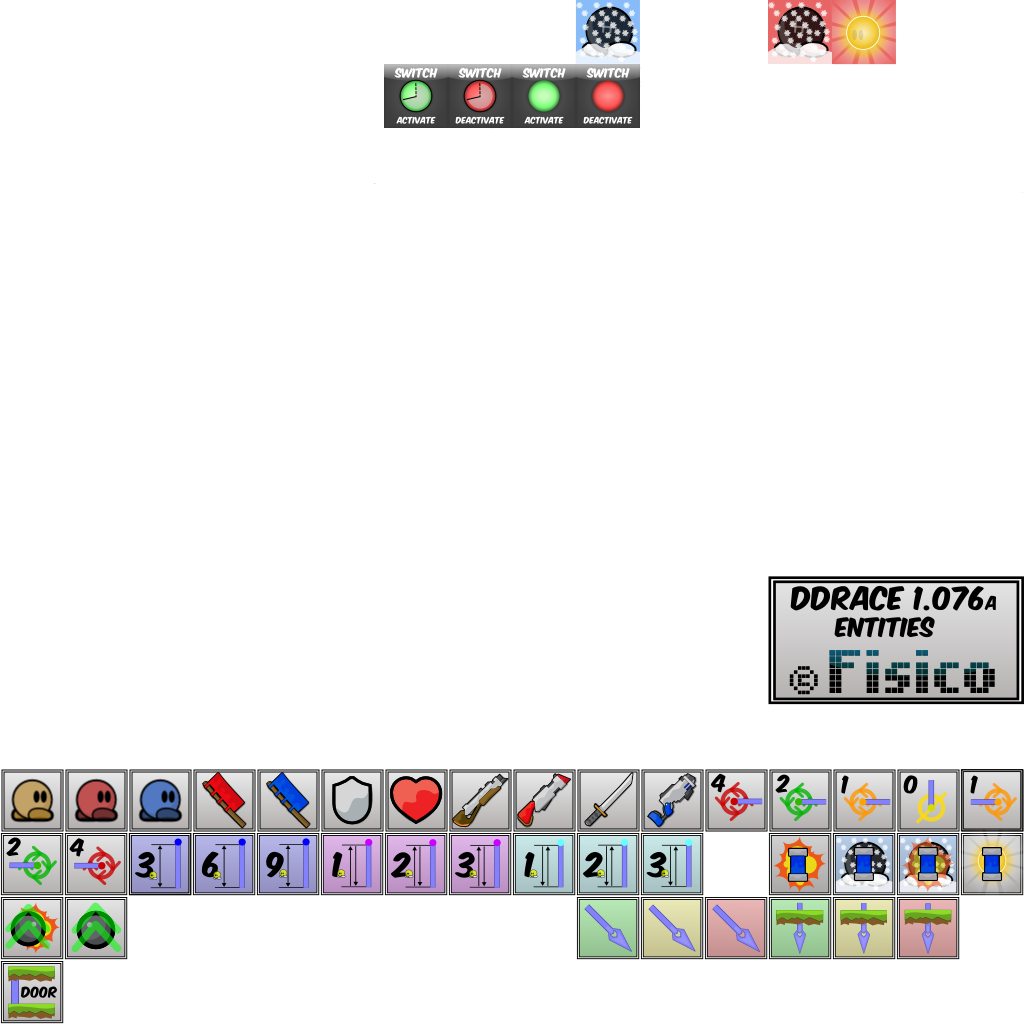 SWITCH SWITCH SWITCH SWITCH
ACTIVATE DEACTIVATE ACTIVATE DEACTIVATE
DDRACE 1.076A
ENTITIES
© Fisico
4 2 1 0 1
2 4 3 6 9 1 2 3 1 2 3
DOOR